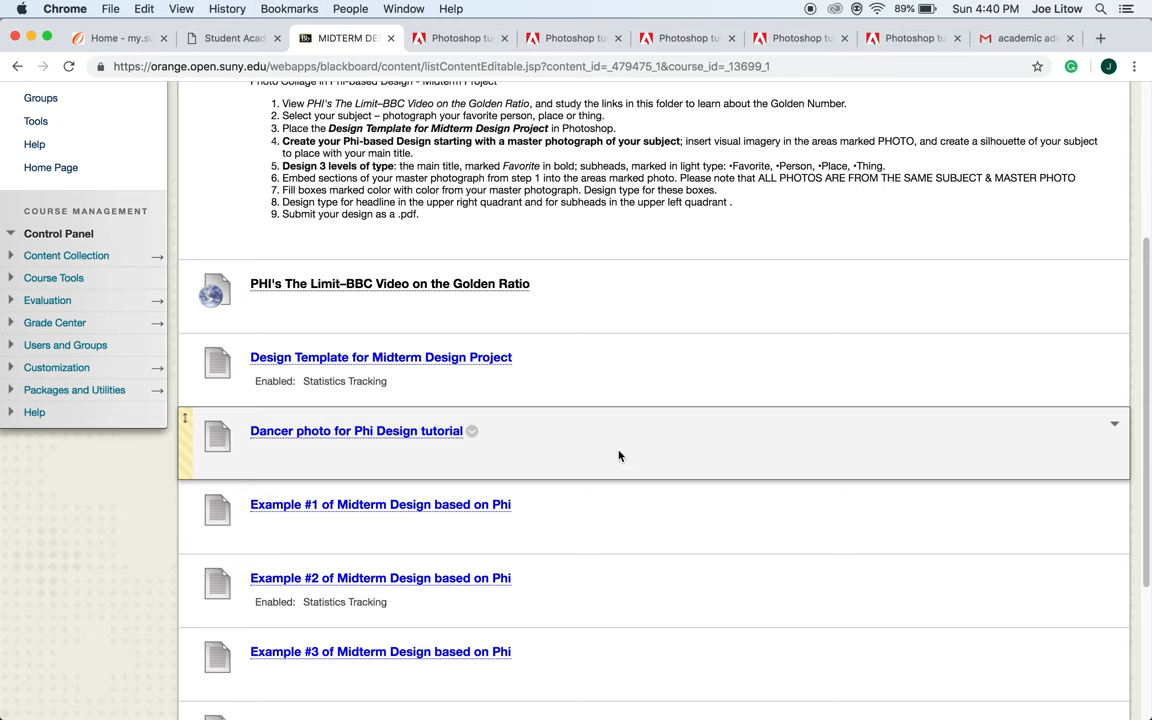 Chrome File Edit View History Bookmarks People Window Help 89% Sun 4:40 PM Joe Litow
Home - my.su
Student Acad
MIDTERM DE
Photoshop tu
Photoshop tu
Photoshop tu
Photoshop tu
Photoshop tu
academic adv
https://orange.open.suny.edu/webapps/blackboard/content/listContentEditable.jsp?content_id=_479475_1&course_id=_13699_1
J
Groups
Tools
Help
Home Page
COURSE MANAGEMENT
Control Panel
Content Collection
Course Tools
Evaluation
Grade Center
Users and Groups
Customization
Packages and Utilities
Help
Photo Collage in Phi-based Design - Midterm Project
1. View PHI's The Limit–BBC Video on the Golden Ratio, and study the links in this folder to learn about the Golden Number.
2. Select your subject – photograph your favorite person, place or thing.
3. Place the Design Template for Midterm Design Project in Photoshop.
4. Create your Phi-based Design starting with a master photograph of your subject; insert visual imagery in the areas marked PHOTO, and create a silhouette of your subject
to place with your main title.
5. Design 3 levels of type: the main title, marked Favorite in bold; subheads, marked in light type: •Favorite, •Person, •Place, •Thing.
6. Embed sections of your master photograph from step 1 into the areas marked photo. Please note that ALL PHOTOS ARE FROM THE SAME SUBJECT & MASTER PHOTO
7. Fill boxes marked color with color from your master photograph. Design type for these boxes.
8. Design type for headline in the upper right quadrant and for subheads in the upper left quadrant .
9. Submit your design as a .pdf.
PHI's The Limit–BBC Video on the Golden Ratio
Design Template for Midterm Design Project
Enabled: Statistics Tracking
Dancer photo for Phi Design tutorial
Example #1 of Midterm Design based on Phi
Example #2 of Midterm Design based on Phi
Enabled: Statistics Tracking
Example #3 of Midterm Design based on Phi